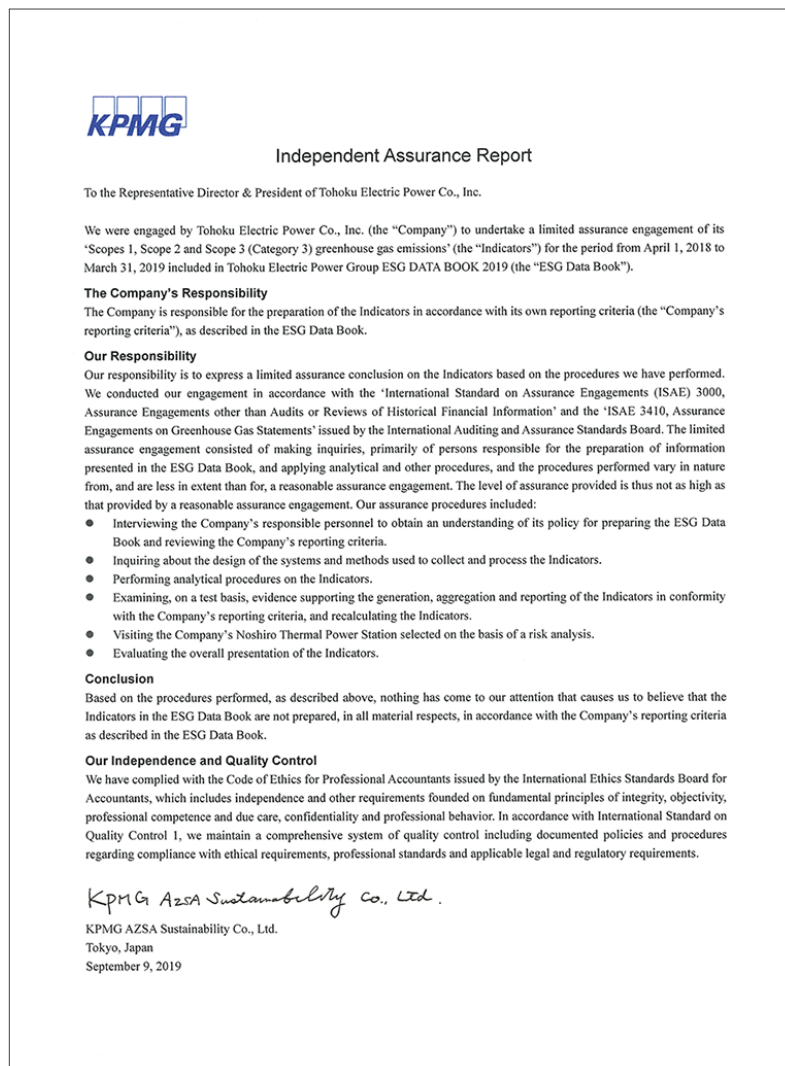 KPMG
Independent Assurance Report
To the Representative Director & President of Tohoku Electric Power Co., Inc.
We were engaged by Tohoku Electric Power Co., Inc. (the “Company”) to undertake a limited assurance engagement of its
‘Scopes 1, Scope 2 and Scope 3 (Category 3) greenhouse gas emissions’ (the “Indicators”) for the period from April 1, 2018 to
March 31, 2019 included in Tohoku Electric Power Group ESG DATA BOOK 2019 (the “ESG Data Book”).
The Company’s Responsibility
The Company is responsible for the preparation of the Indicators in accordance with its own reporting criteria (the “Company’s
reporting criteria”), as described in the ESG Data Book.
Our Responsibility
Our responsibility is to express a limited assurance conclusion on the Indicators based on the procedures we have performed.
We conducted our engagement in accordance with the ‘International Standard on Assurance Engagements (ISAE) 3000,
Assurance Engagements other than Audits or Reviews of Historical Financial Information’ and the ‘ISAE 3410, Assurance
Engagements on Greenhouse Gas Statements’ issued by the International Auditing and Assurance Standards Board. The limited
assurance engagement consisted of making inquiries, primarily of persons responsible for the preparation of information
presented in the ESG Data Book, and applying analytical and other procedures, and the procedures performed vary in nature
from, and are less in extent than for, a reasonable assurance engagement. The level of assurance provided is thus not as high as
that provided by a reasonable assurance engagement. Our assurance procedures included:
● Interviewing the Company’s responsible personnel to obtain an understanding of its policy for preparing the ESG Data
Book and reviewing the Company’s reporting criteria.
● Inquiring about the design of the systems and methods used to collect and process the Indicators.
● Performing analytical procedures on the Indicators.
● Examining, on a test basis, evidence supporting the generation, aggregation and reporting of the Indicators in conformity
with the Company’s reporting criteria, and recalculating the Indicators.
● Visiting the Company’s Noshiro Thermal Power Station selected on the basis of a risk analysis.
● Evaluating the overall presentation of the Indicators.
Conclusion
Based on the procedures performed, as described above, nothing has come to our attention that causes us to believe that the
Indicators in the ESG Data Book are not prepared, in all material respects, in accordance with the Company’s reporting criteria
as described in the ESG Data Book.
Our Independence and Quality Control
We have complied with the Code of Ethics for Professional Accountants issued by the International Ethics Standards Board for
Accountants, which includes independence and other requirements founded on fundamental principles of integrity, objectivity,
professional competence and due care, confidentiality and professional behavior. In accordance with International Standard on
Quality Control 1, we maintain a comprehensive system of quality control including documented policies and procedures
regarding compliance with ethical requirements, professional standards and applicable legal and regulatory requirements.
KPMG AZSA Sustainability Co., Ltd.
KPMG AZSA Sustainability Co., Ltd.
Tokyo, Japan
September 9, 2019